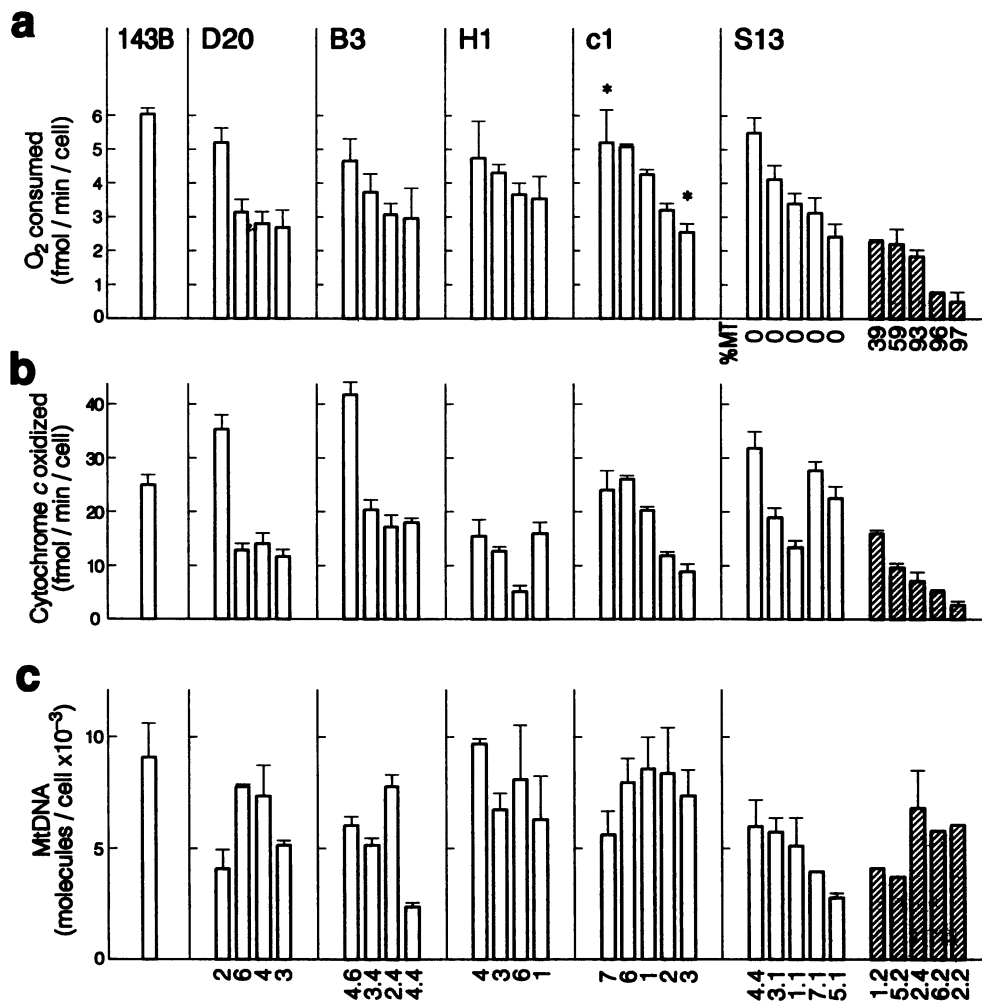 a
143B D20 B3 H1 c1 S13
* *
O2 consumed
(fmol / min / cell)
6
5
4
3
2
1
0
%MT 0 0 0 0 0 39 59 93 96 97
b
Cytochrome c oxidized
(fmol / min / cell)
40
30
20
10
0
c
MtDNA
(molecules / cell x10⁻³)
10
5
0
2 6 4 3 4.6 3.4 2.4 4.4 4 3 6 1 7 6 1 2 3 4.4 3.1 1.1 7.1 5.1 1.2 5.2 2.4 6.2 2.2